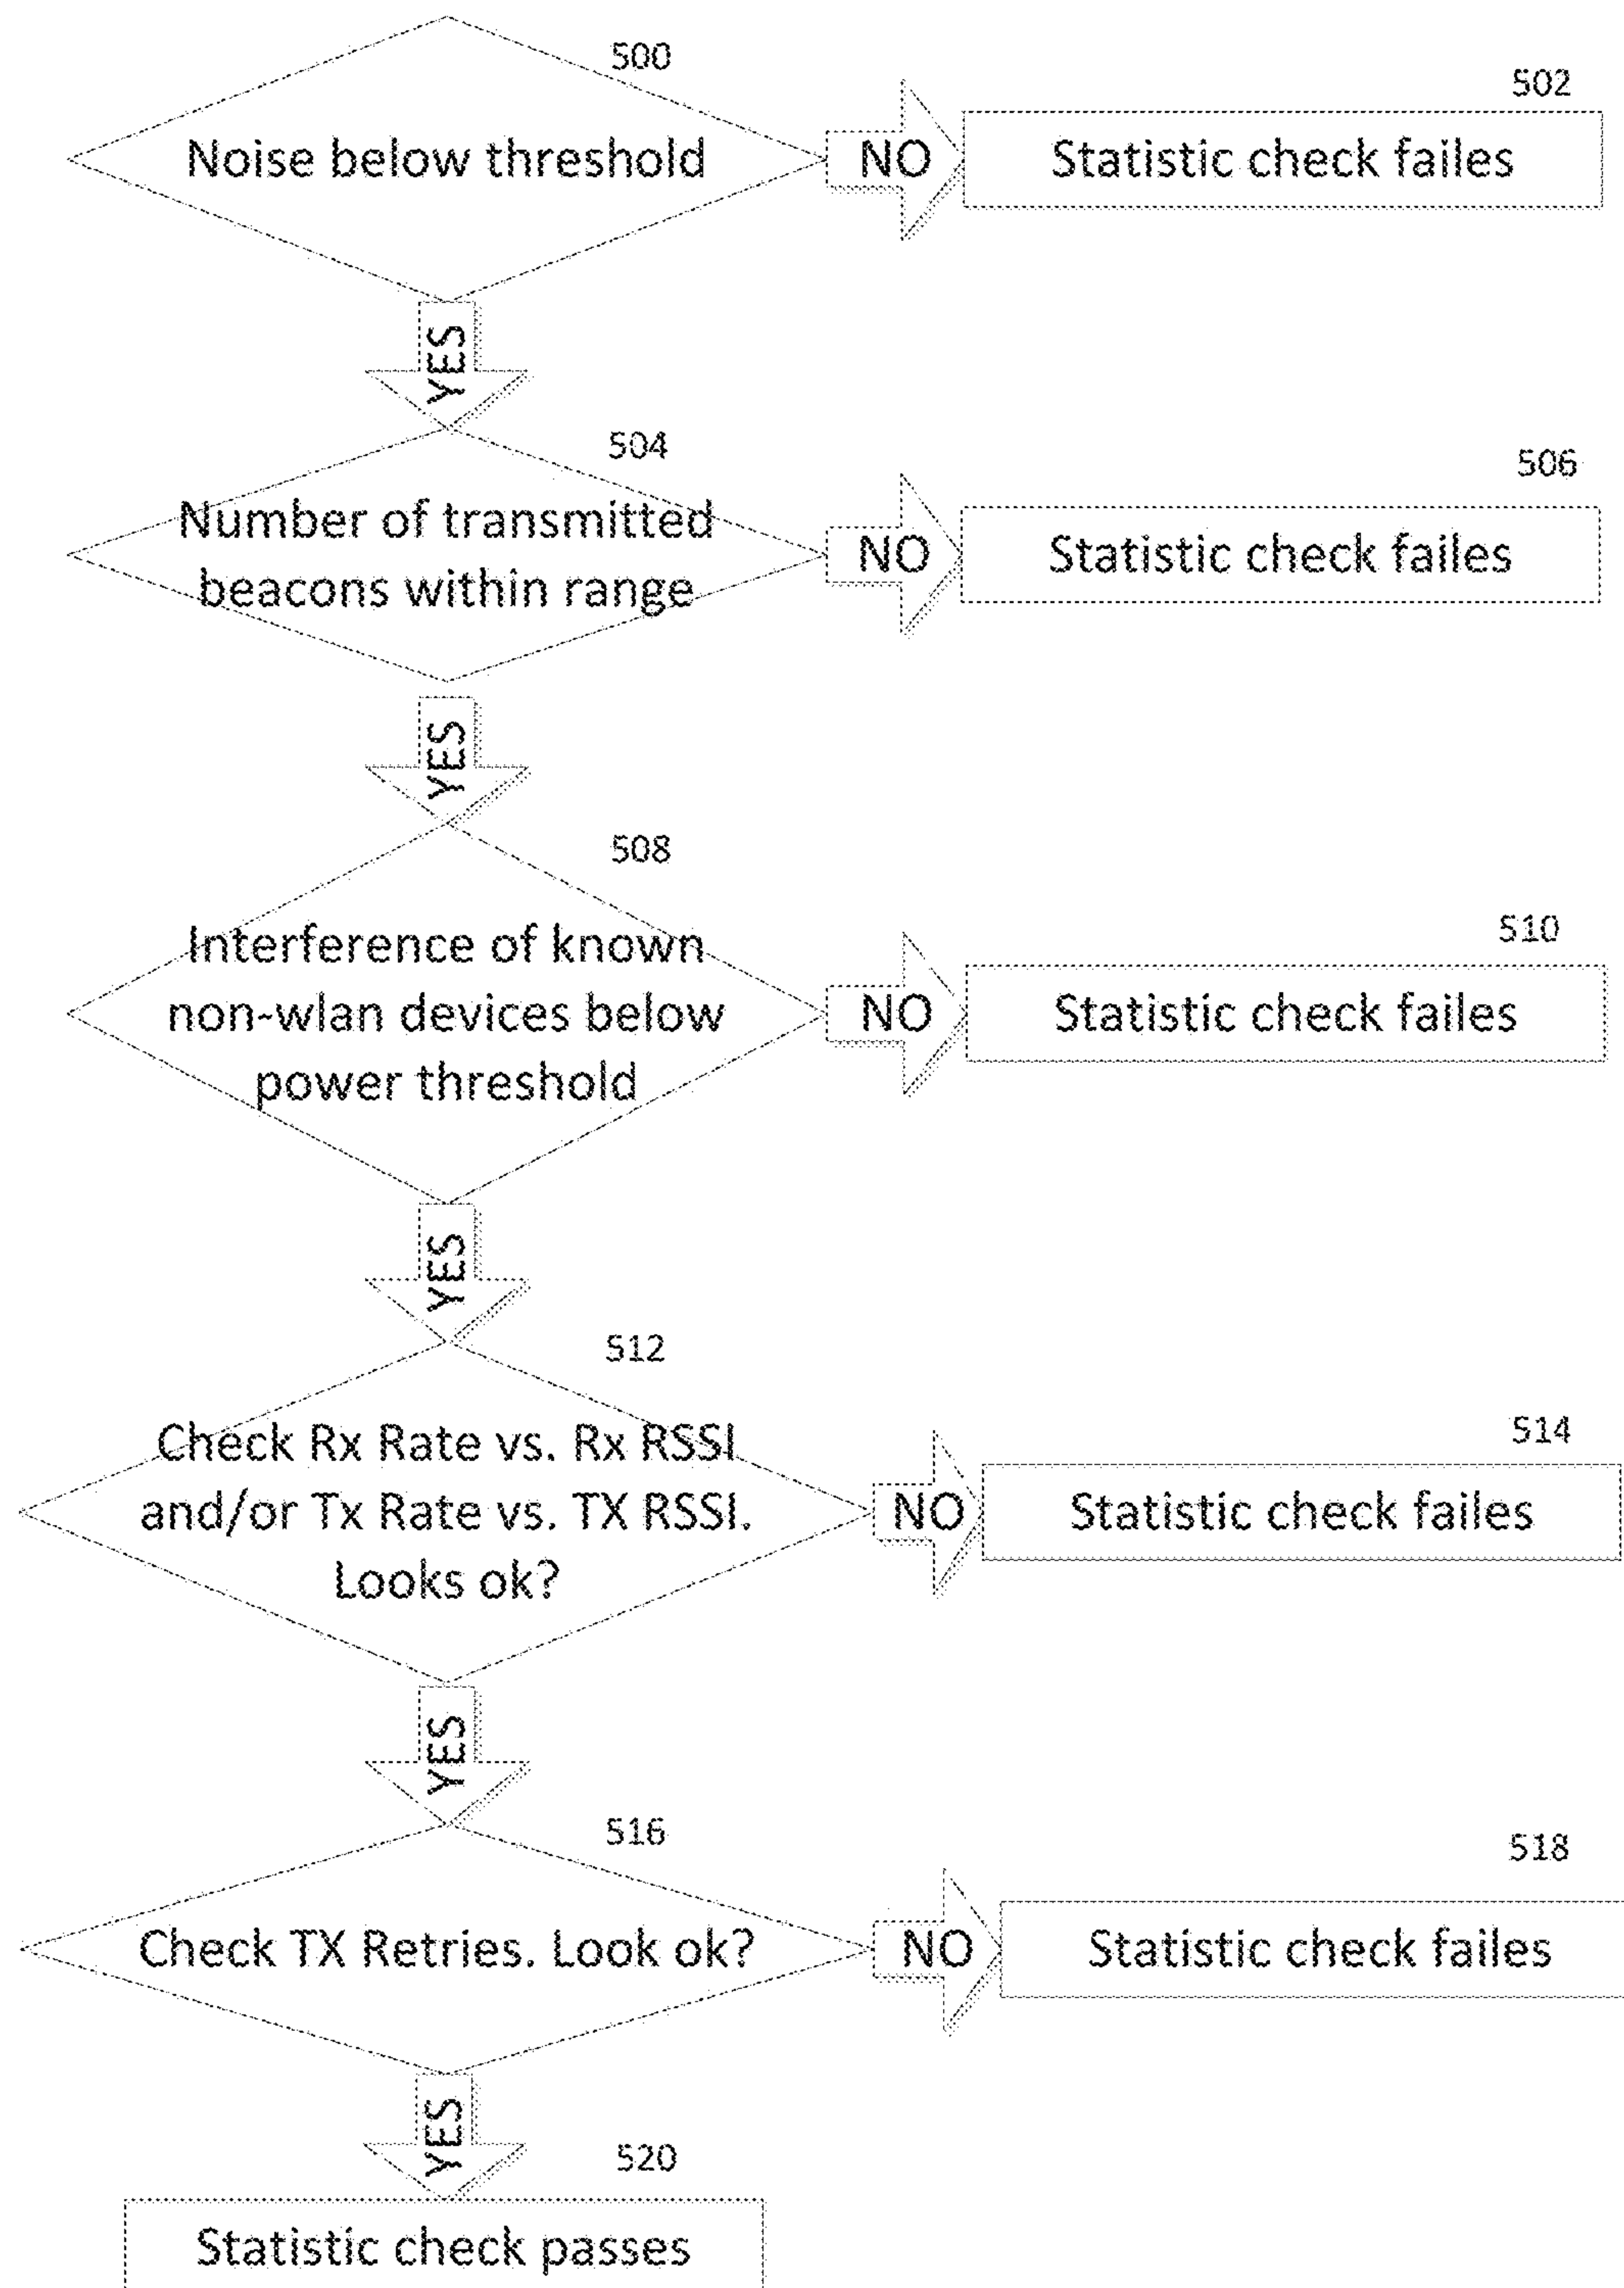 500
502
Noise below threshold
NO
Statistic check failes
YES
504
506
Number of transmitted
beacons within range
NO
Statistic check failes
YES
508
510
Interference of known
non-wlan devices below
power threshold
NO
Statistic check failes
YES
512
514
Check Rx Rate vs. Rx RSSI
and/or Tx Rate vs. TX RSSI.
Looks ok?
NO
Statistic check failes
YES
516
518
Check TX Retries. Look ok?
NO
Statistic check failes
YES
520
Statistic check passes